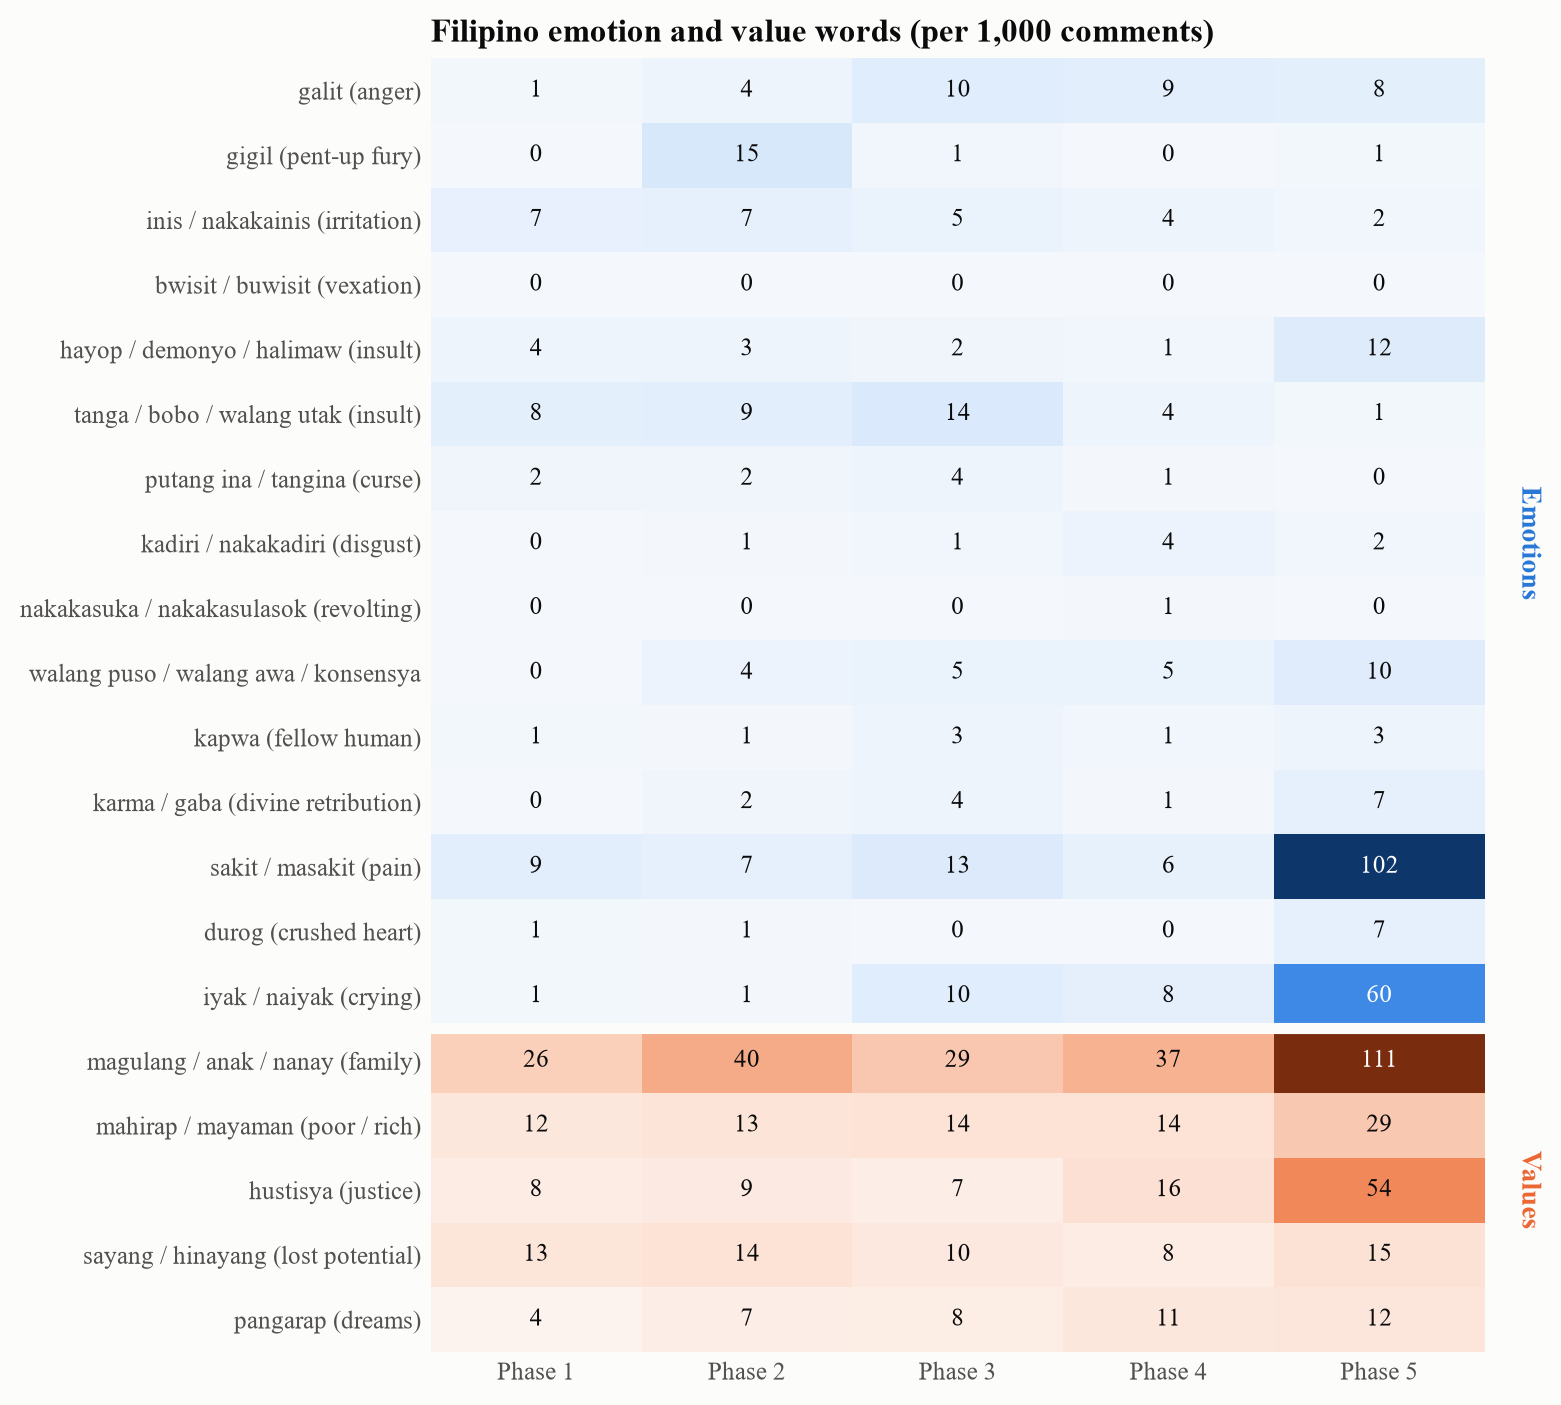 Filipino emotion and value words (per 1,000 comments)
galit (anger) 1 4 10 9 8
gigil (pent-up fury) 0 15 1 0 1
inis / nakakainis (irritation) 7 7 5 4 2
bwisit / buwisit (vexation) 0 0 0 0 0
hayop / demonyo / halimaw (insult) 4 3 2 1 12
tanga / bobo / walang utak (insult) 8 9 14 4 1
putang ina / tangina (curse) 2 2 4 1 0
kadiri / nakakadiri (disgust) 0 1 1 4 2
nakakasuka / nakakasulasok (revolting) 0 0 0 1 0
walang puso / walang awa / konsensya 0 4 5 5 10
kapwa (fellow human) 1 1 3 1 3
karma / gaba (divine retribution) 0 2 4 1 7
sakit / masakit (pain) 9 7 13 6 102
durog (crushed heart) 1 1 0 0 7
iyak / naiyak (crying) 1 1 10 8 60
Emotions
magulang / anak / nanay (family) 26 40 29 37 111
mahirap / mayaman (poor / rich) 12 13 14 14 29
hustisya (justice) 8 9 7 16 54
sayang / hinayang (lost potential) 13 14 10 8 15
pangarap (dreams) 4 7 8 11 12
Values
Phase 1 Phase 2 Phase 3 Phase 4 Phase 5